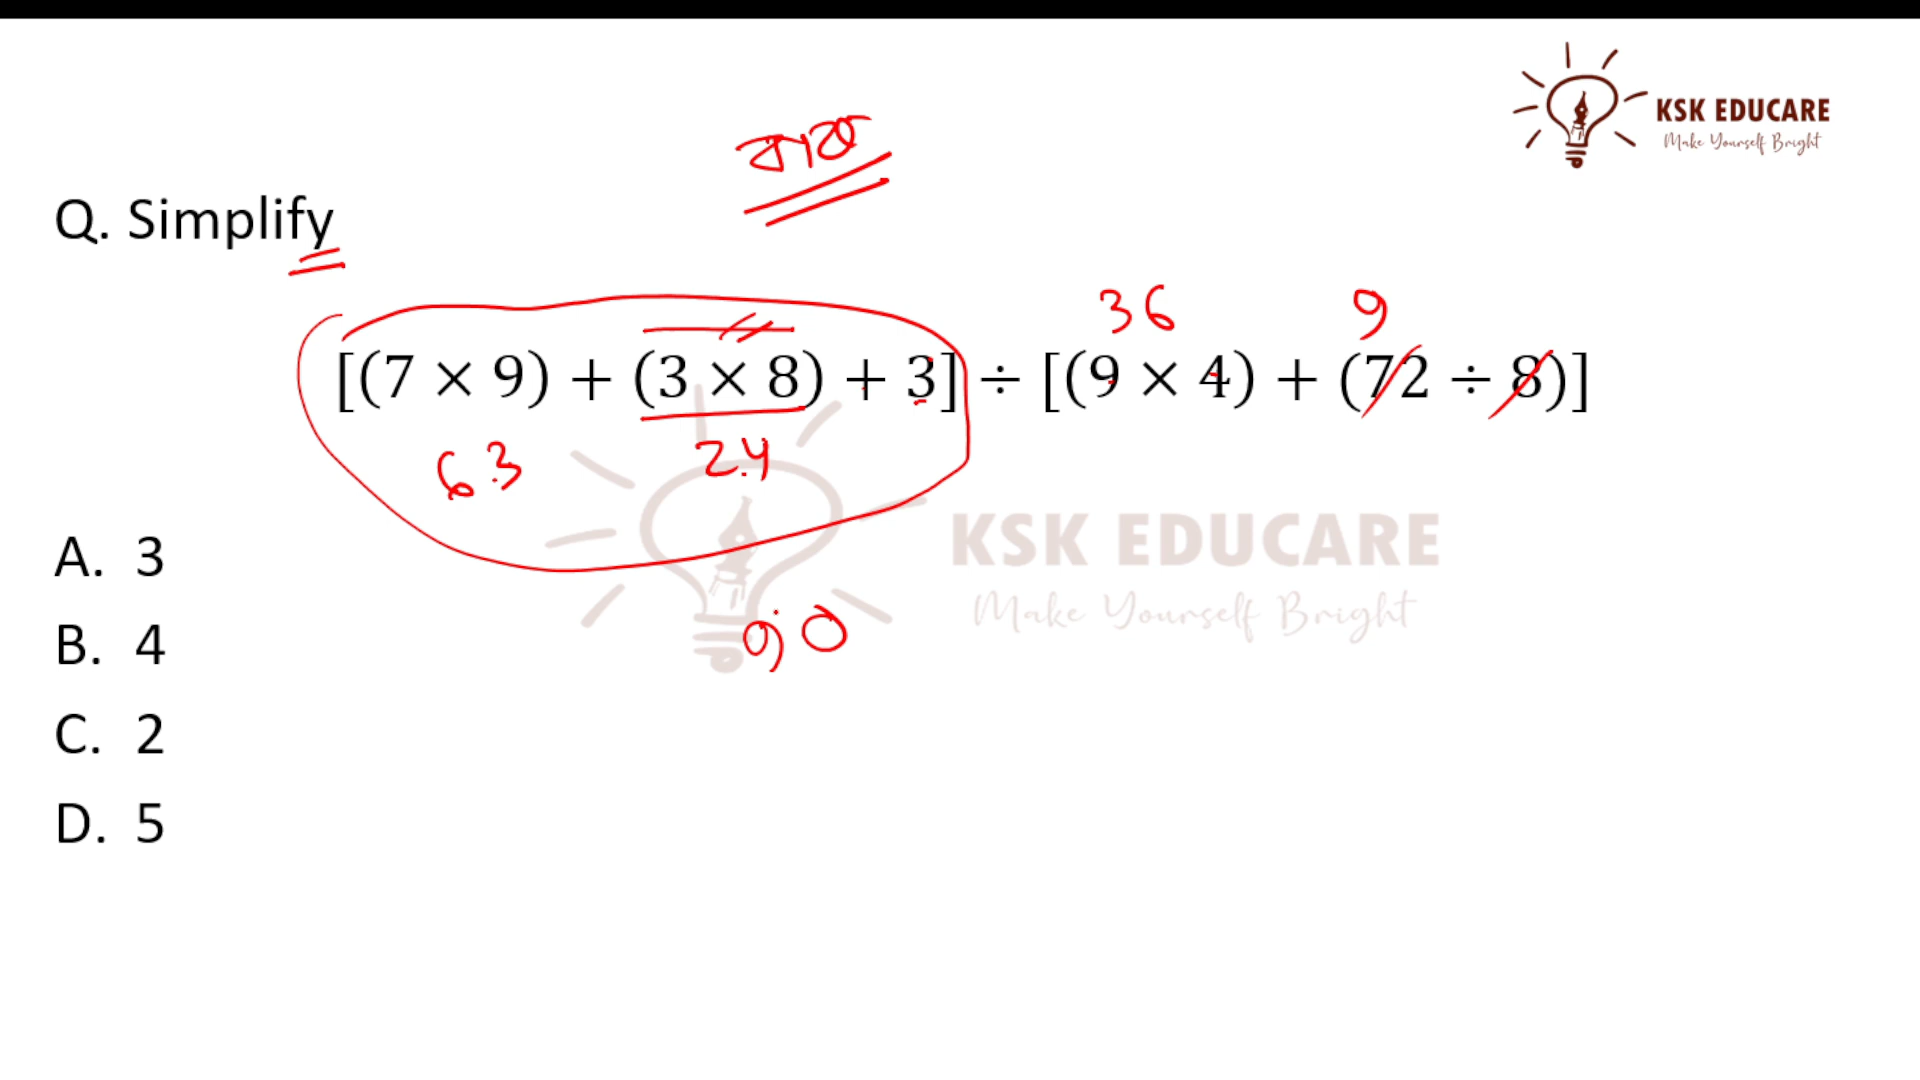 KSK EDUCARE
Make Yourself Bright
Q. Simplify
36 9
[(7 × 9) + (3 × 8) + 3] ÷ [(9 × 4) + (72 ÷ 8)]
63 24
KSK EDUCARE
Make Yourself Bright
90
A. 3
B. 4
C. 2
D. 5